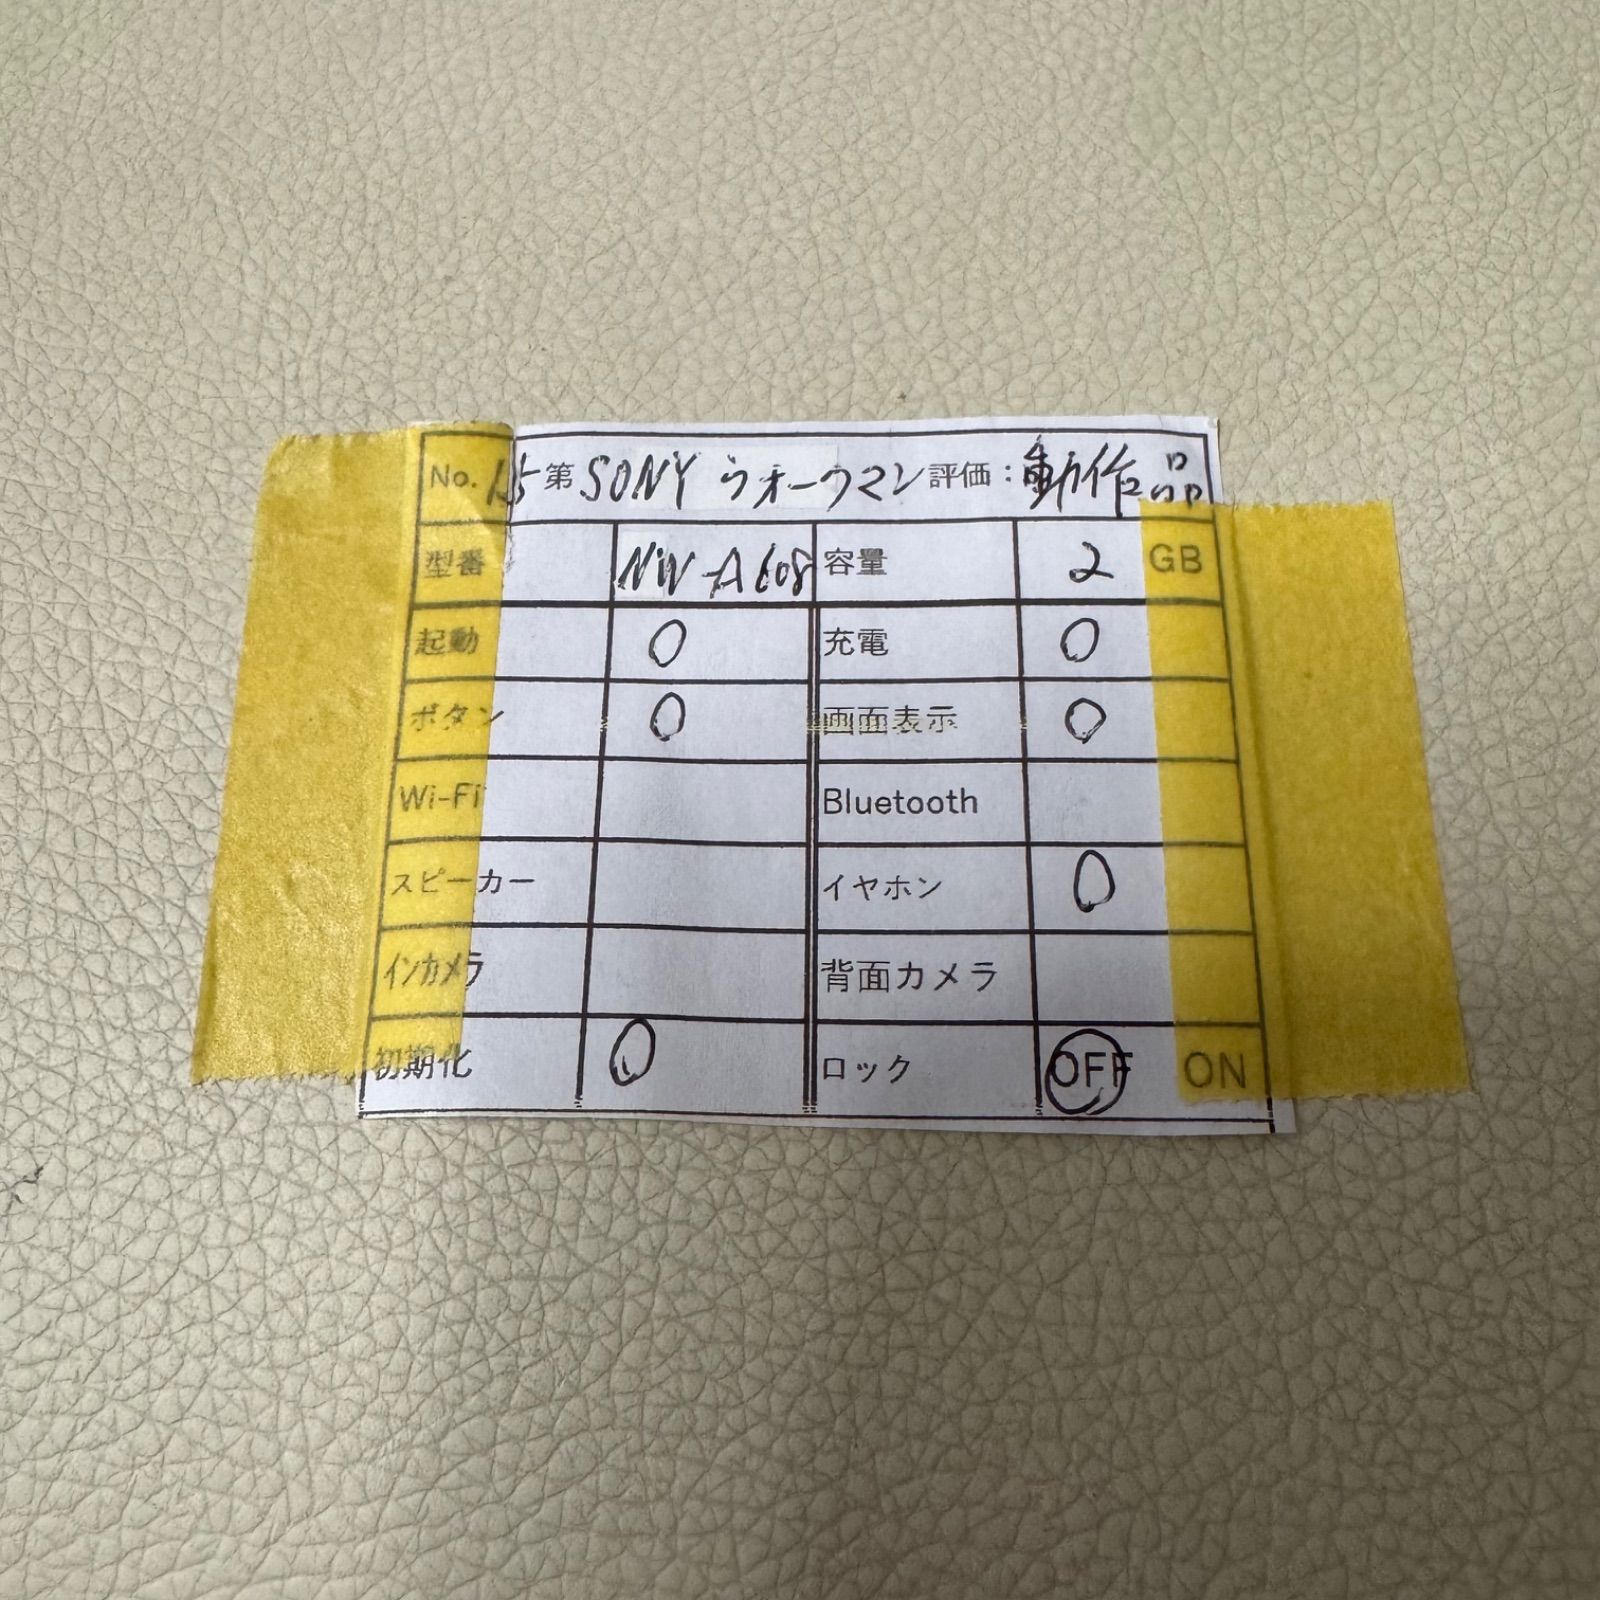 No. 125 第 SONY ウォークマン 評価：動作品
型番 NW-A608 容量 2 GB
起動 ○ 充電 ○
ボタン ○ 画面表示 ○
Wi-Fi Bluetooth
スピーカー イヤホン ○
インカメラ 背面カメラ
初期化 ○ ロック OFF ON